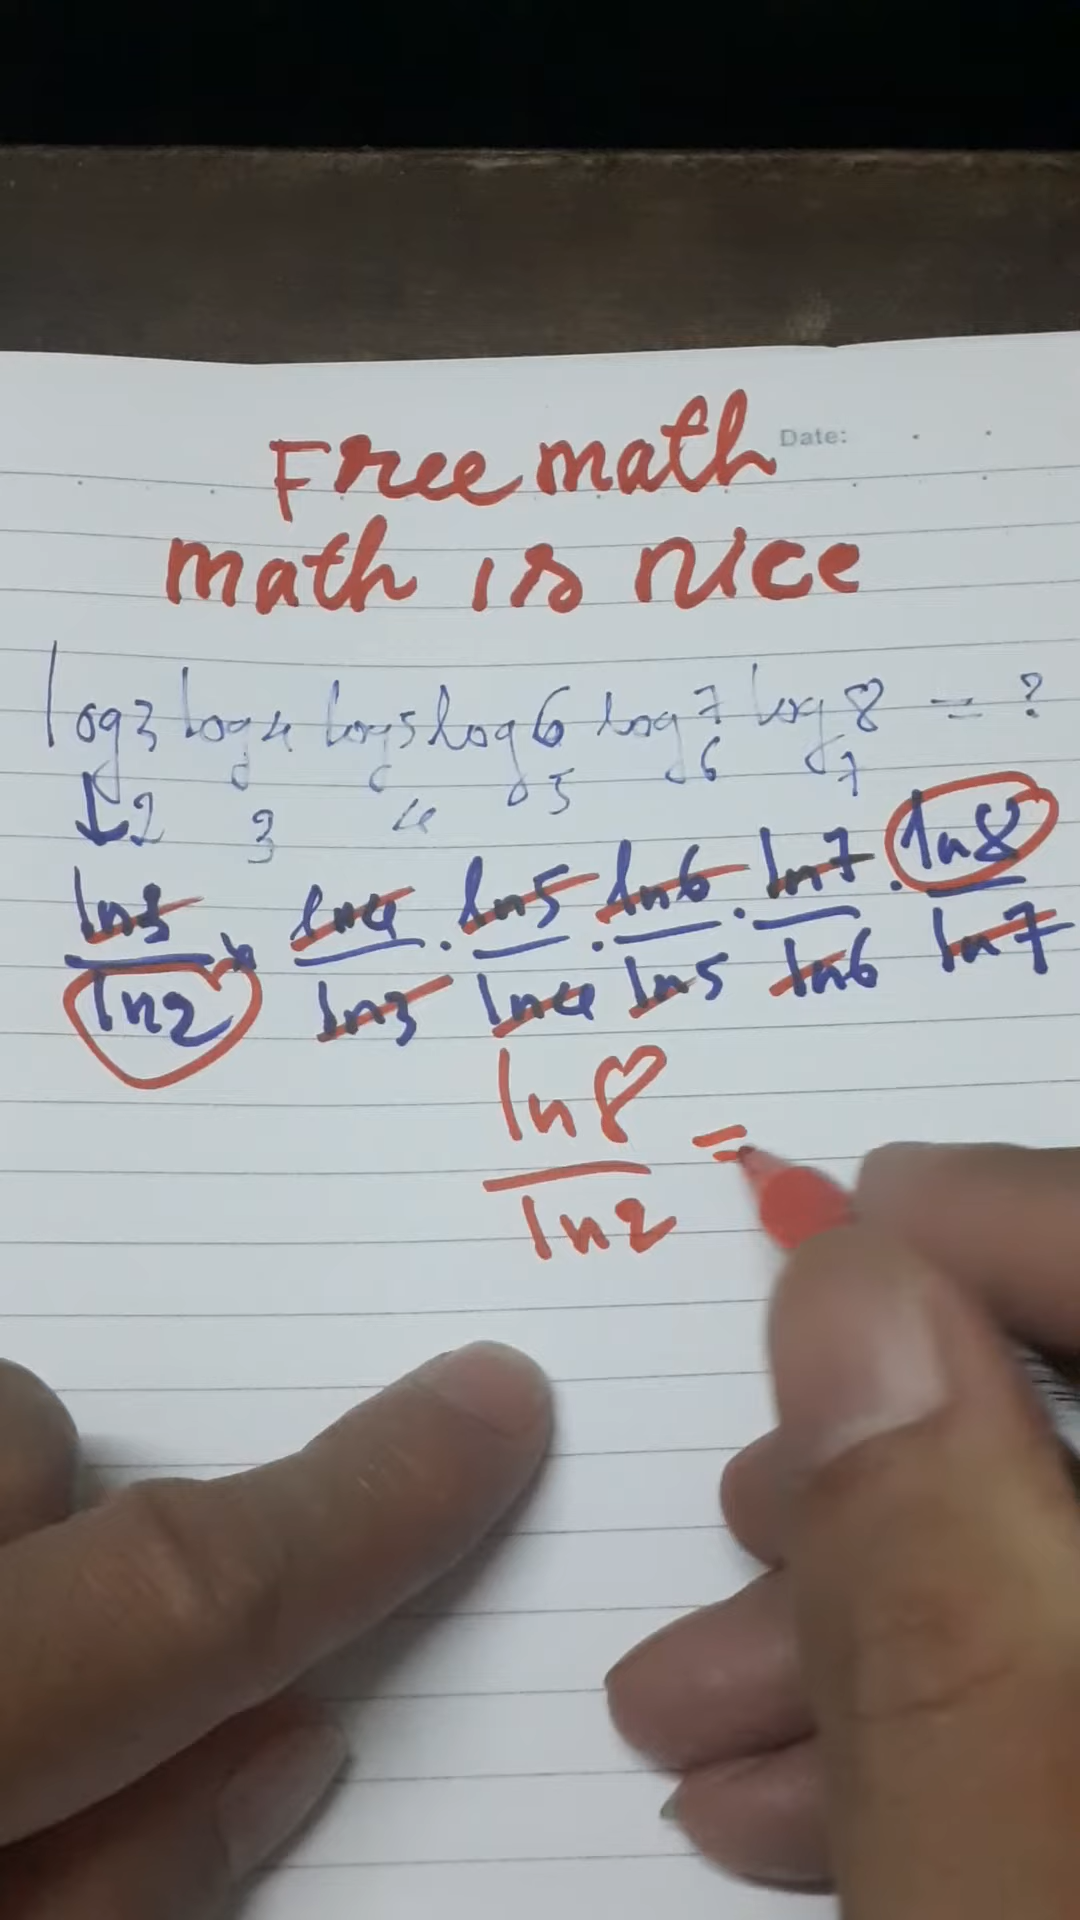 Date:
Free math
math is nice
log3 log4 log5 log6 log7 log8 = ?
2 3 4 5 6 7
ln3 ln4 . ln5 . ln6 . ln7 . ln8
ln2 ln3 ln4 ln5 ln6 ln7
ln8 =
ln2